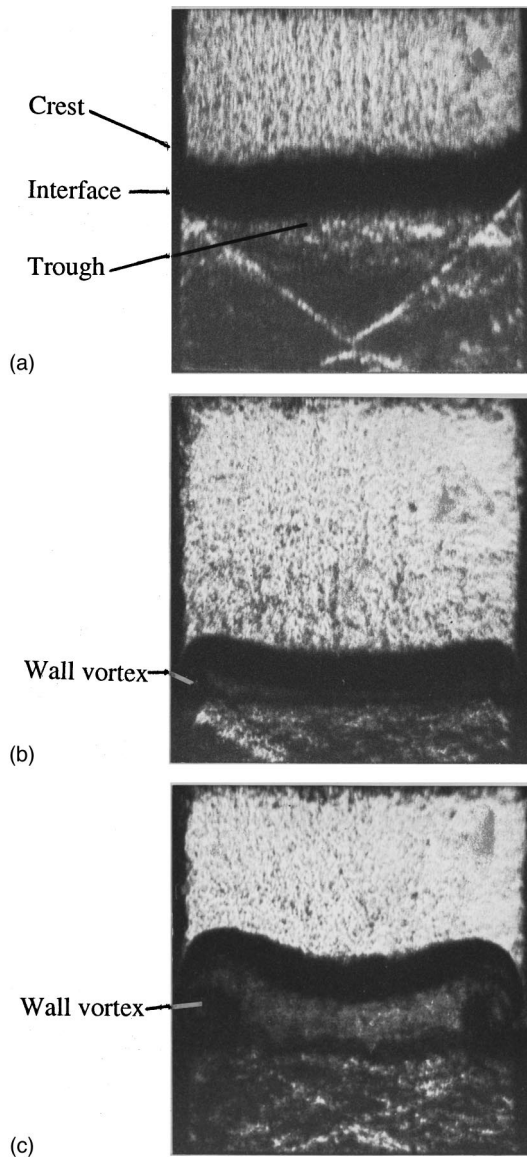 Crest
Interface
Trough
(a)
Wall vortex
(b)
Wall vortex
(c)